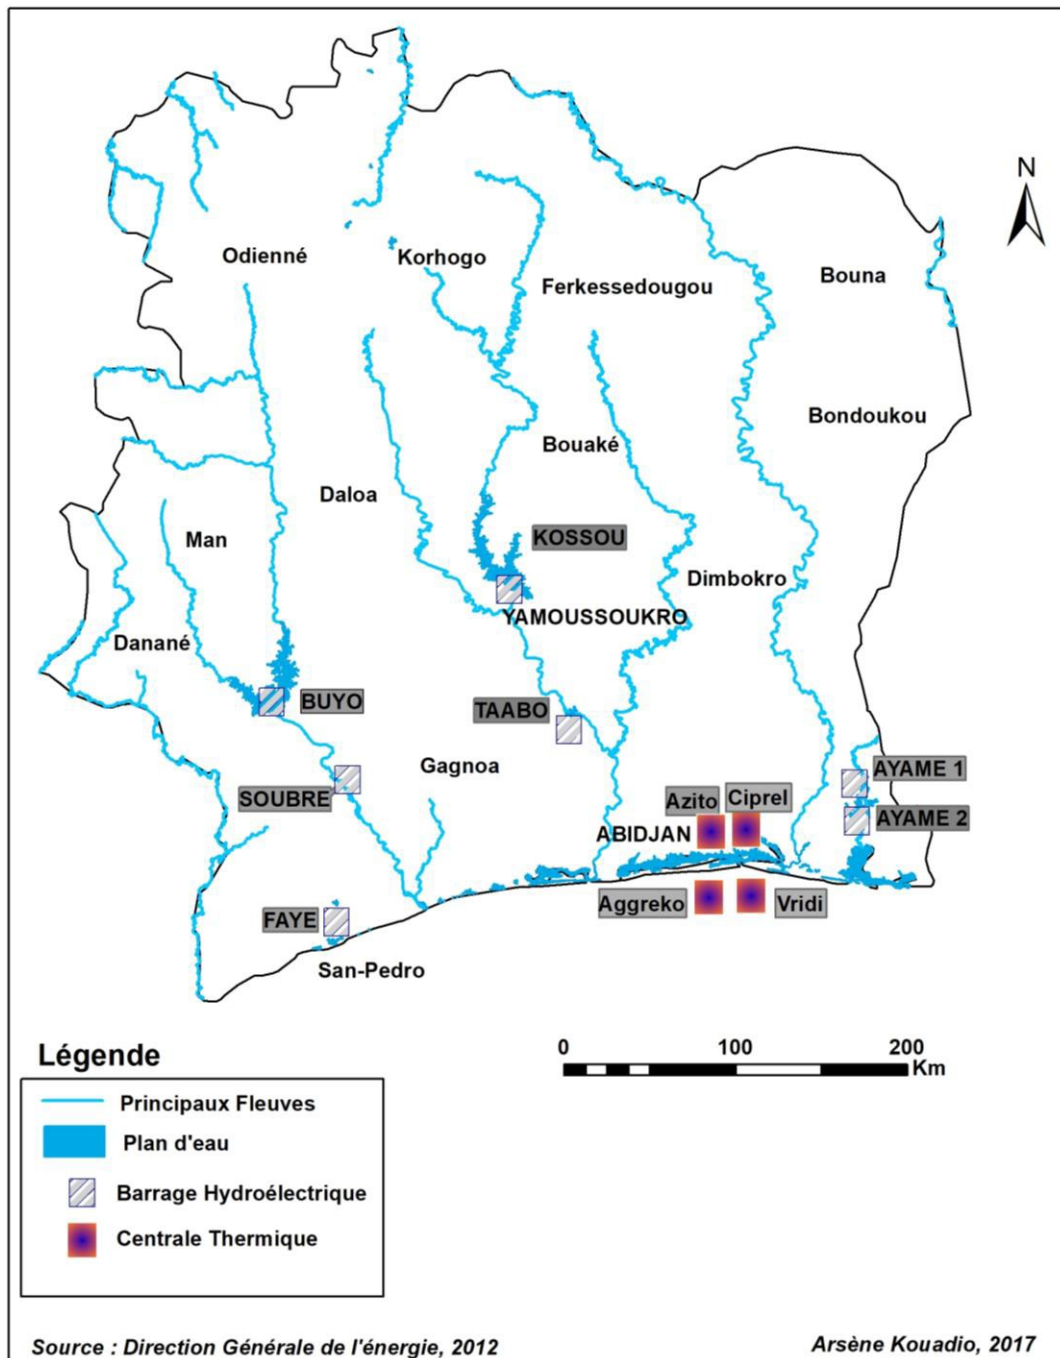 N
Odienné
Korhogo
Ferkessedougou
Bouna
Bondoukou
Bouaké
Daloa
Man
KOSSOU
Dimbokro
YAMOUSSOUKRO
Danané
BUYO
TAABO
Gagnoa
SOUBRE
AYAME 1
AYAME 2
Azito
Ciprel
ABIDJAN
Aggreko
Vridi
FAYE
San-Pedro
Légende
0 100 200
Km
Principaux Fleuves
Plan d'eau
Barrage Hydroélectrique
Centrale Thermique
Source : Direction Générale de l'énergie, 2012
Arsène Kouadio, 2017